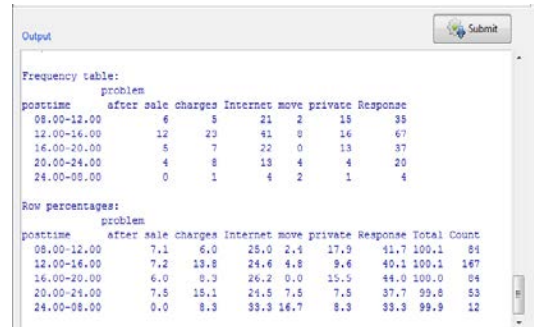 Submit
Output
Frequency table:
problem
posttime after sale charges Internet move private Response
08.00-12.00 6 5 21 2 15 35
12.00-16.00 12 23 41 8 16 67
16.00-20.00 5 7 22 0 13 37
20.00-24.00 4 8 13 4 4 20
24.00-08.00 0 1 4 2 1 4
Row percentages:
problem
posttime after sale charges Internet move private Response Total Count
08.00-12.00 7.1 6.0 25.0 2.4 17.9 41.7 100.1 84
12.00-16.00 7.2 13.8 24.6 4.8 9.6 40.1 100.1 167
16.00-20.00 6.0 8.3 26.2 0.0 15.5 44.0 100.0 84
20.00-24.00 7.5 15.1 24.5 7.5 7.5 37.7 99.8 53
24.00-08.00 0.0 8.3 33.3 16.7 8.3 33.3 99.9 12